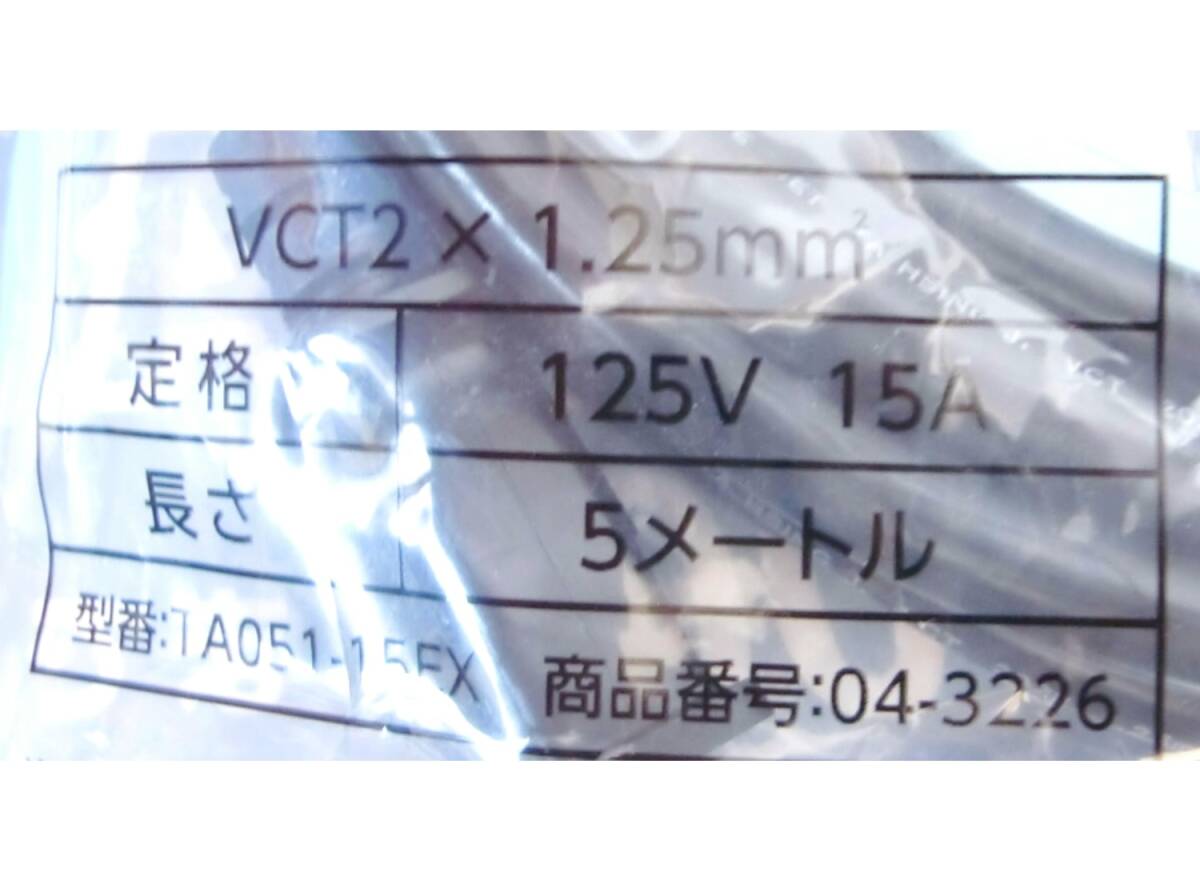 VCT2×1.25mm²
定格 125V 15A
長さ 5メートル
商品番号:04-3226
VCT